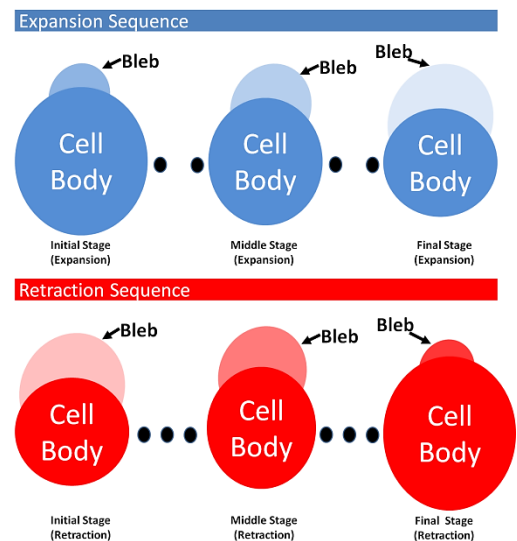 Expansion Sequence
Bleb
Bleb
Bleb
Cell
Body
Cell
Body
Cell
Body
Initial Stage
(Expansion)
Middle Stage
(Expansion)
Final Stage
(Expansion)
Retraction Sequence
Bleb
Bleb
Bleb
Cell
Body
Cell
Body
Cell
Body
Initial Stage
(Retraction)
Middle Stage
(Retraction)
Final Stage
(Retraction)